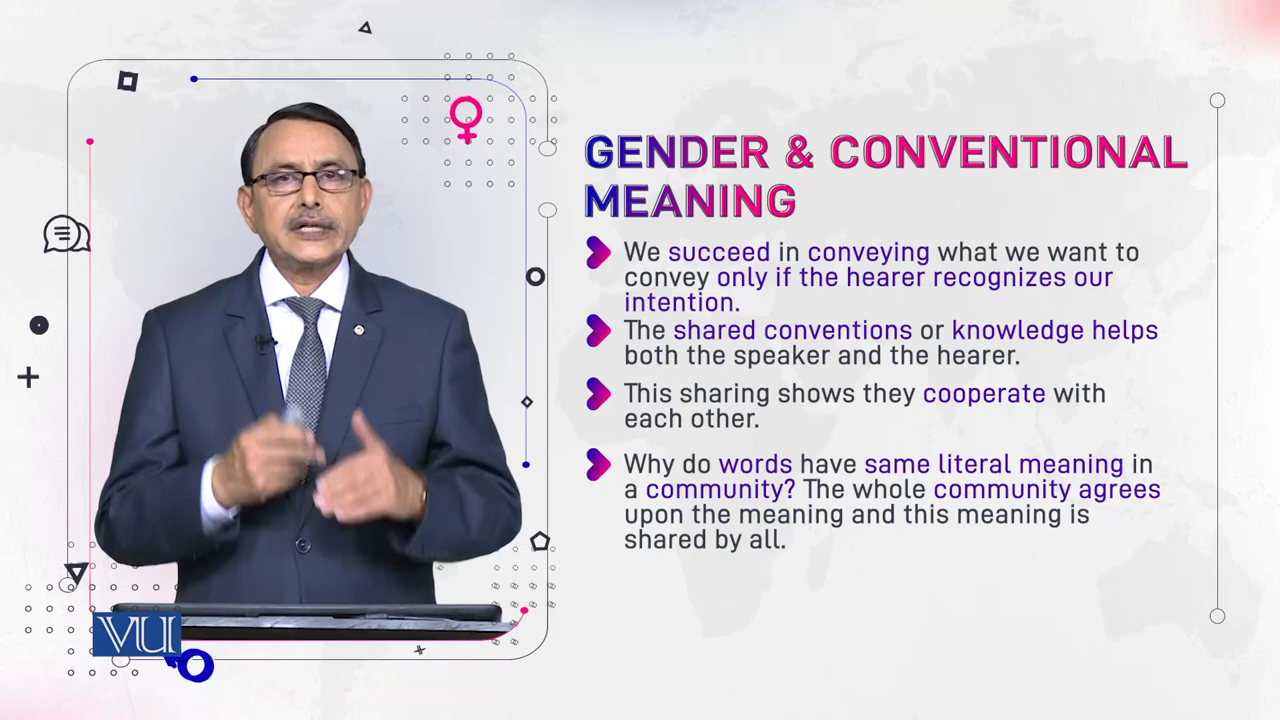 GENDER & CONVENTIONAL
MEANING
We succeed in conveying what we want to
convey only if the hearer recognizes our
intention.
The shared conventions or knowledge helps
both the speaker and the hearer.
This sharing shows they cooperate with
each other.
Why do words have same literal meaning in
a community? The whole community agrees
upon the meaning and this meaning is
shared by all.
VU